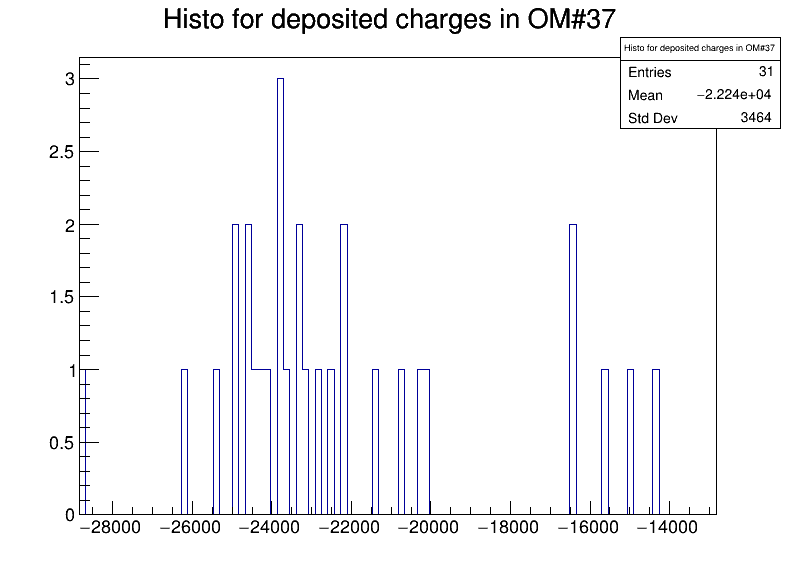 Histo for deposited charges in OM#37
Histo for deposited charges in OM#37
Entries 31
Mean −2.224e+04
Std Dev 3464
3
2.5
2
1.5
1
0.5
0
−28000 −26000 −24000 −22000 −20000 −18000 −16000 −14000